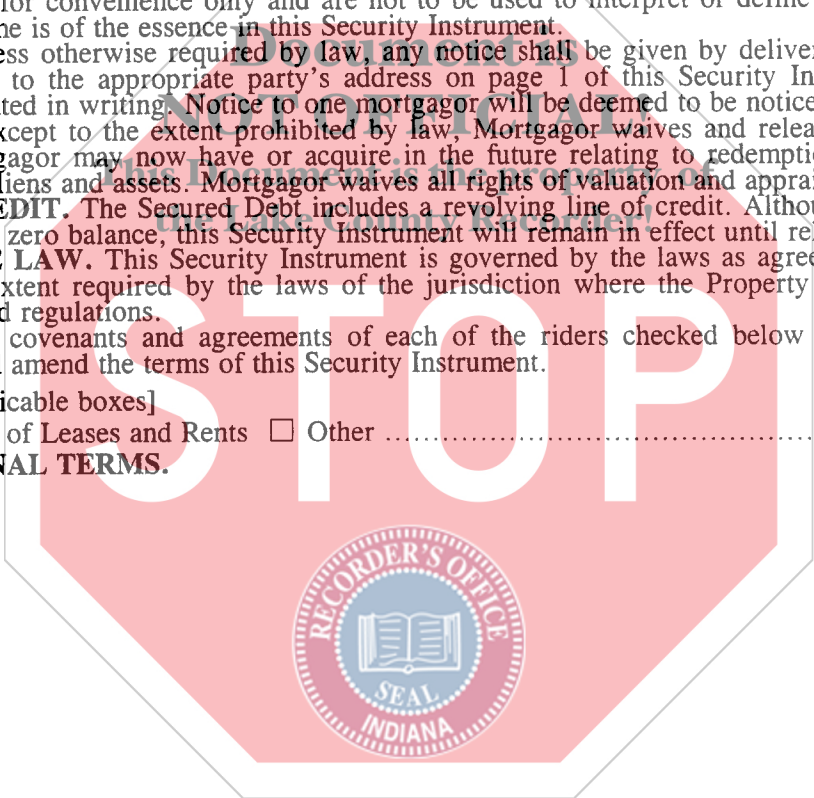 for convenience only and are not to be used to interpret or define
ne is of the essence in this Security Instrument.
ess otherwise required by law, any notice shall be given by deliver
to the appropriate party's address on page 1 of this Security In
ted in writing. Notice to one mortgagor will be deemed to be notice
xcept to the extent prohibited by law, Mortgagor waives and relea
gagor may now have or acquire in the future relating to redempti
liens and assets. Mortgagor waives all rights of valuation and apprai
EDIT. The Secured Debt includes a revolving line of credit. Althou
zero balance, this Security Instrument will remain in effect until rel
E LAW. This Security Instrument is governed by the laws as agree
xtent required by the laws of the jurisdiction where the Property
d regulations.
covenants and agreements of each of the riders checked below
amend the terms of this Security Instrument.
icable boxes]
of Leases and Rents ☐ Other ..........................................
NAL TERMS.
Document is
NOT OFFICIAL!
This Document is the property of
the Lake County Recorder!
STOP
RECORDER'S OFFICE
SEAL
INDIANA